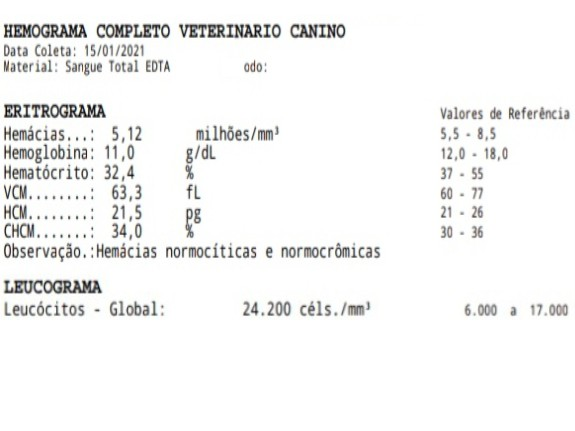 HEMOGRAMA COMPLETO VETERINARIO CANINO
Data Coleta: 15/01/2021
Material: Sangue Total EDTA odo:
ERITROGRAMA Valores de Referência
Hemácias...: 5,12 milhões/mm³ 5,5 - 8,5
Hemoglobina: 11,0 g/dL 12,0 - 18,0
Hematócrito: 32,4 % 37 - 55
VCM........: 63,3 fL 60 - 77
HCM........: 21,5 pg 21 - 26
CHCM.......: 34,0 % 30 - 36
Observação.:Hemácias normocíticas e normocrômicas
LEUCOGRAMA
Leucócitos - Global: 24.200 céls./mm³ 6.000 a 17.000